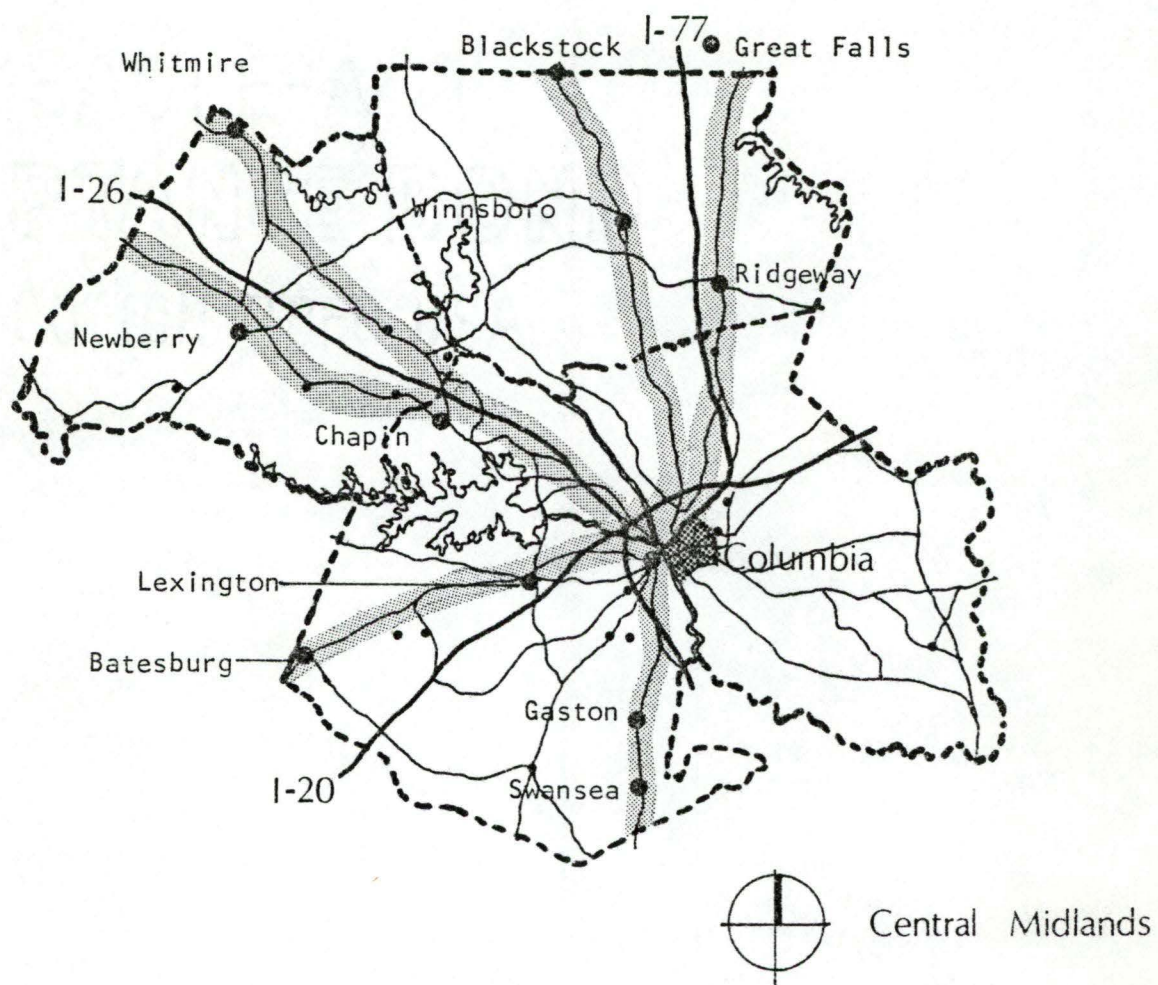 I-77
Blackstock
Great Falls
Whitmire
I-26
Winnsboro
Ridgeway
Newberry
Chapin
Columbia
Lexington
Batesburg
Gaston
I-20
Swansea
Central Midlands